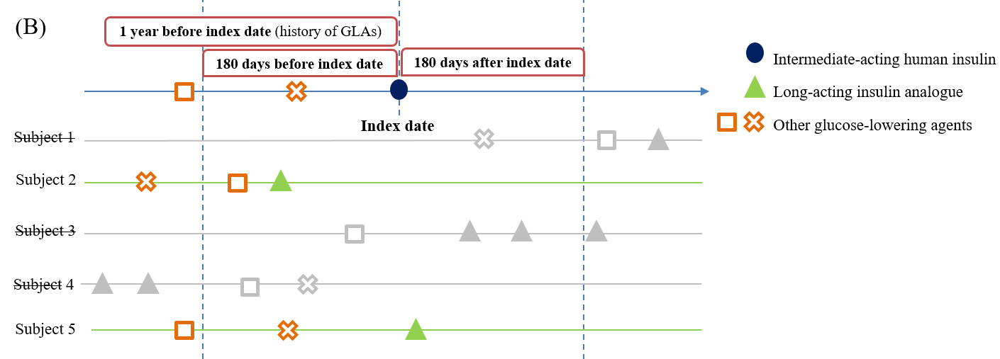 (B)
1 year before index date (history of GLAs)
180 days before index date
180 days after index date
Index date
Intermediate-acting human insulin
Long-acting insulin analogue
Other glucose-lowering agents
Subject 1
Subject 2
Subject 3
Subject 4
Subject 5